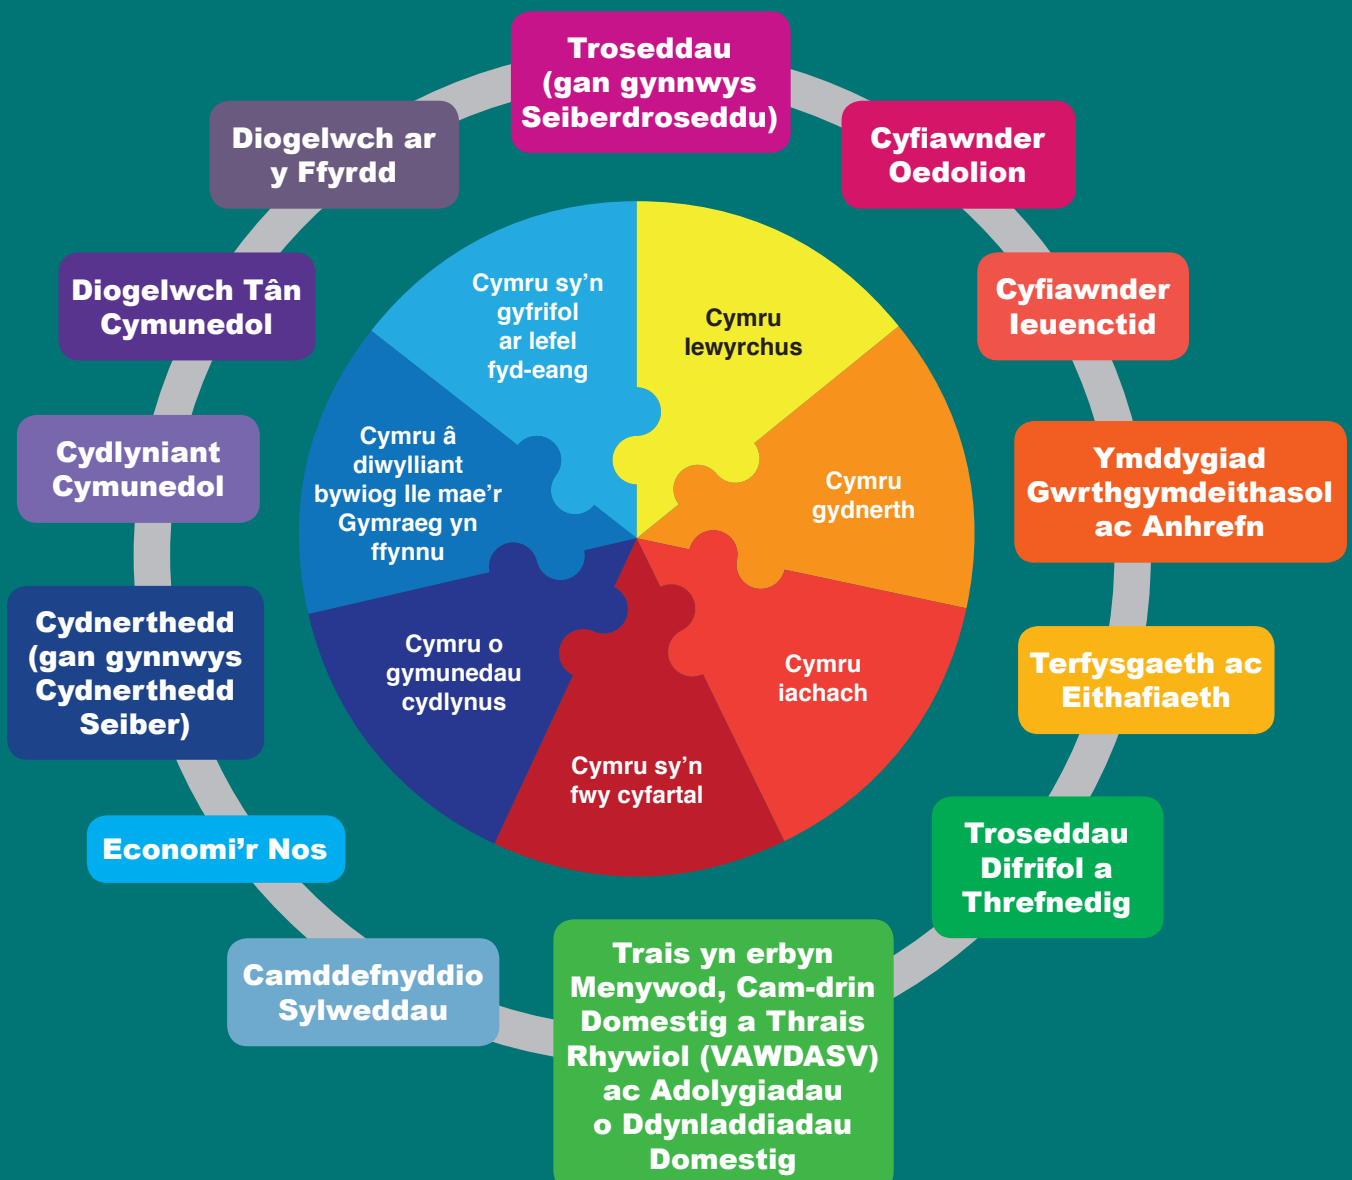 Troseddau
(gan gynnwys
Seiberdroseddu)
Cyfiawnder
Oedolion
Cyfiawnder
Ieuenctid
Ymddygiad
Gwrthgymdeithasol
ac Anhrefn
Terfysgaeth ac
Eithafiaeth
Troseddau
Difrifol a
Threfnedig
Trais yn erbyn
Menywod, Cam-drin
Domestig a Thrais
Rhywiol (VAWDASV)
ac Adolygiadau
o Ddynladdiadau
Domestig
Camddefnyddio
Sylweddau
Economi’r Nos
Cydnerthedd
(gan gynnwys
Cydnerthedd
Seiber)
Cydlyniant
Cymunedol
Diogelwch Tân
Cymunedol
Diogelwch ar
y Ffyrdd
Cymru
lewyrchus
Cymru
gydnerth
Cymru
iachach
Cymru sy’n
fwy cyfartal
Cymru o
gymunedau
cydlynus
Cymru â
diwylliant
bywiog lle mae’r
Gymraeg yn
ffynnu
Cymru sy’n
gyfrifol
ar lefel
fyd-eang